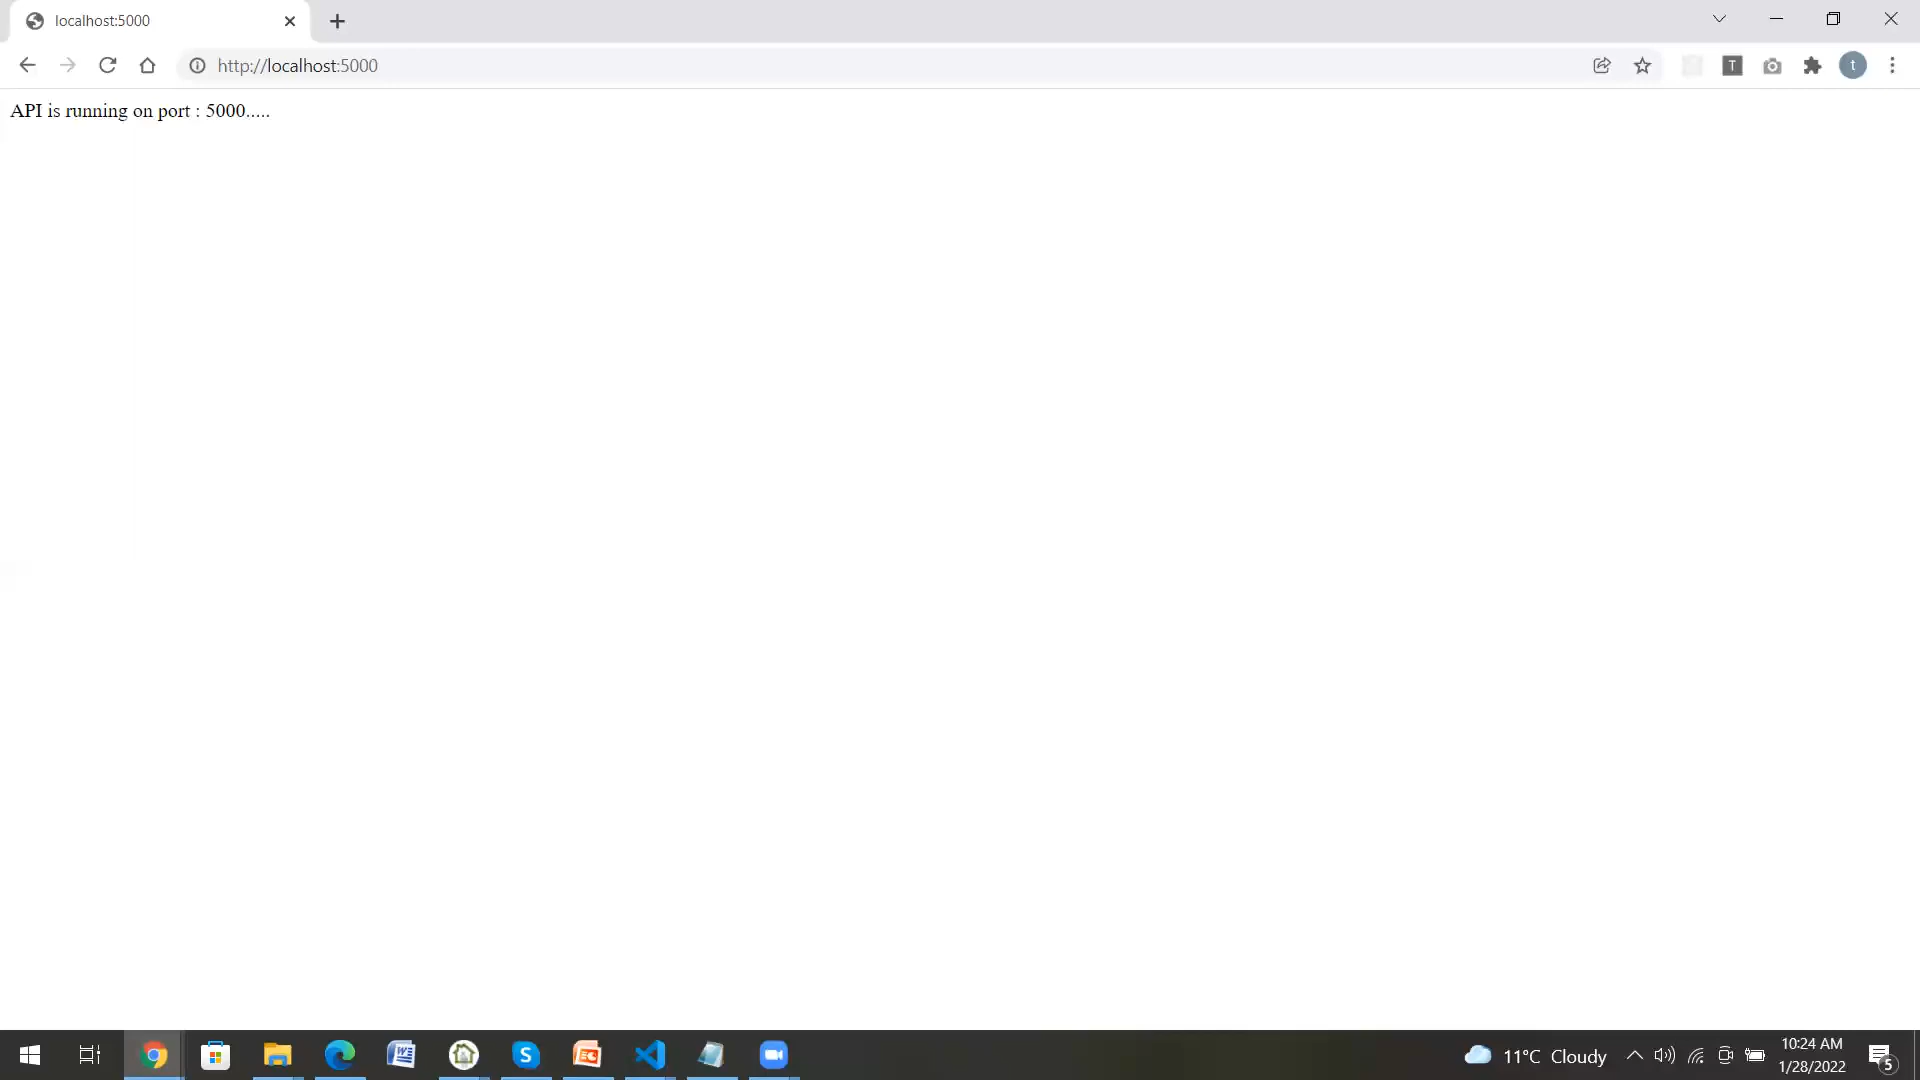 localhost:5000
http://localhost:5000
T
t
API is running on port : 5000.....
11°C Cloudy
10:24 AM
1/28/2022
5